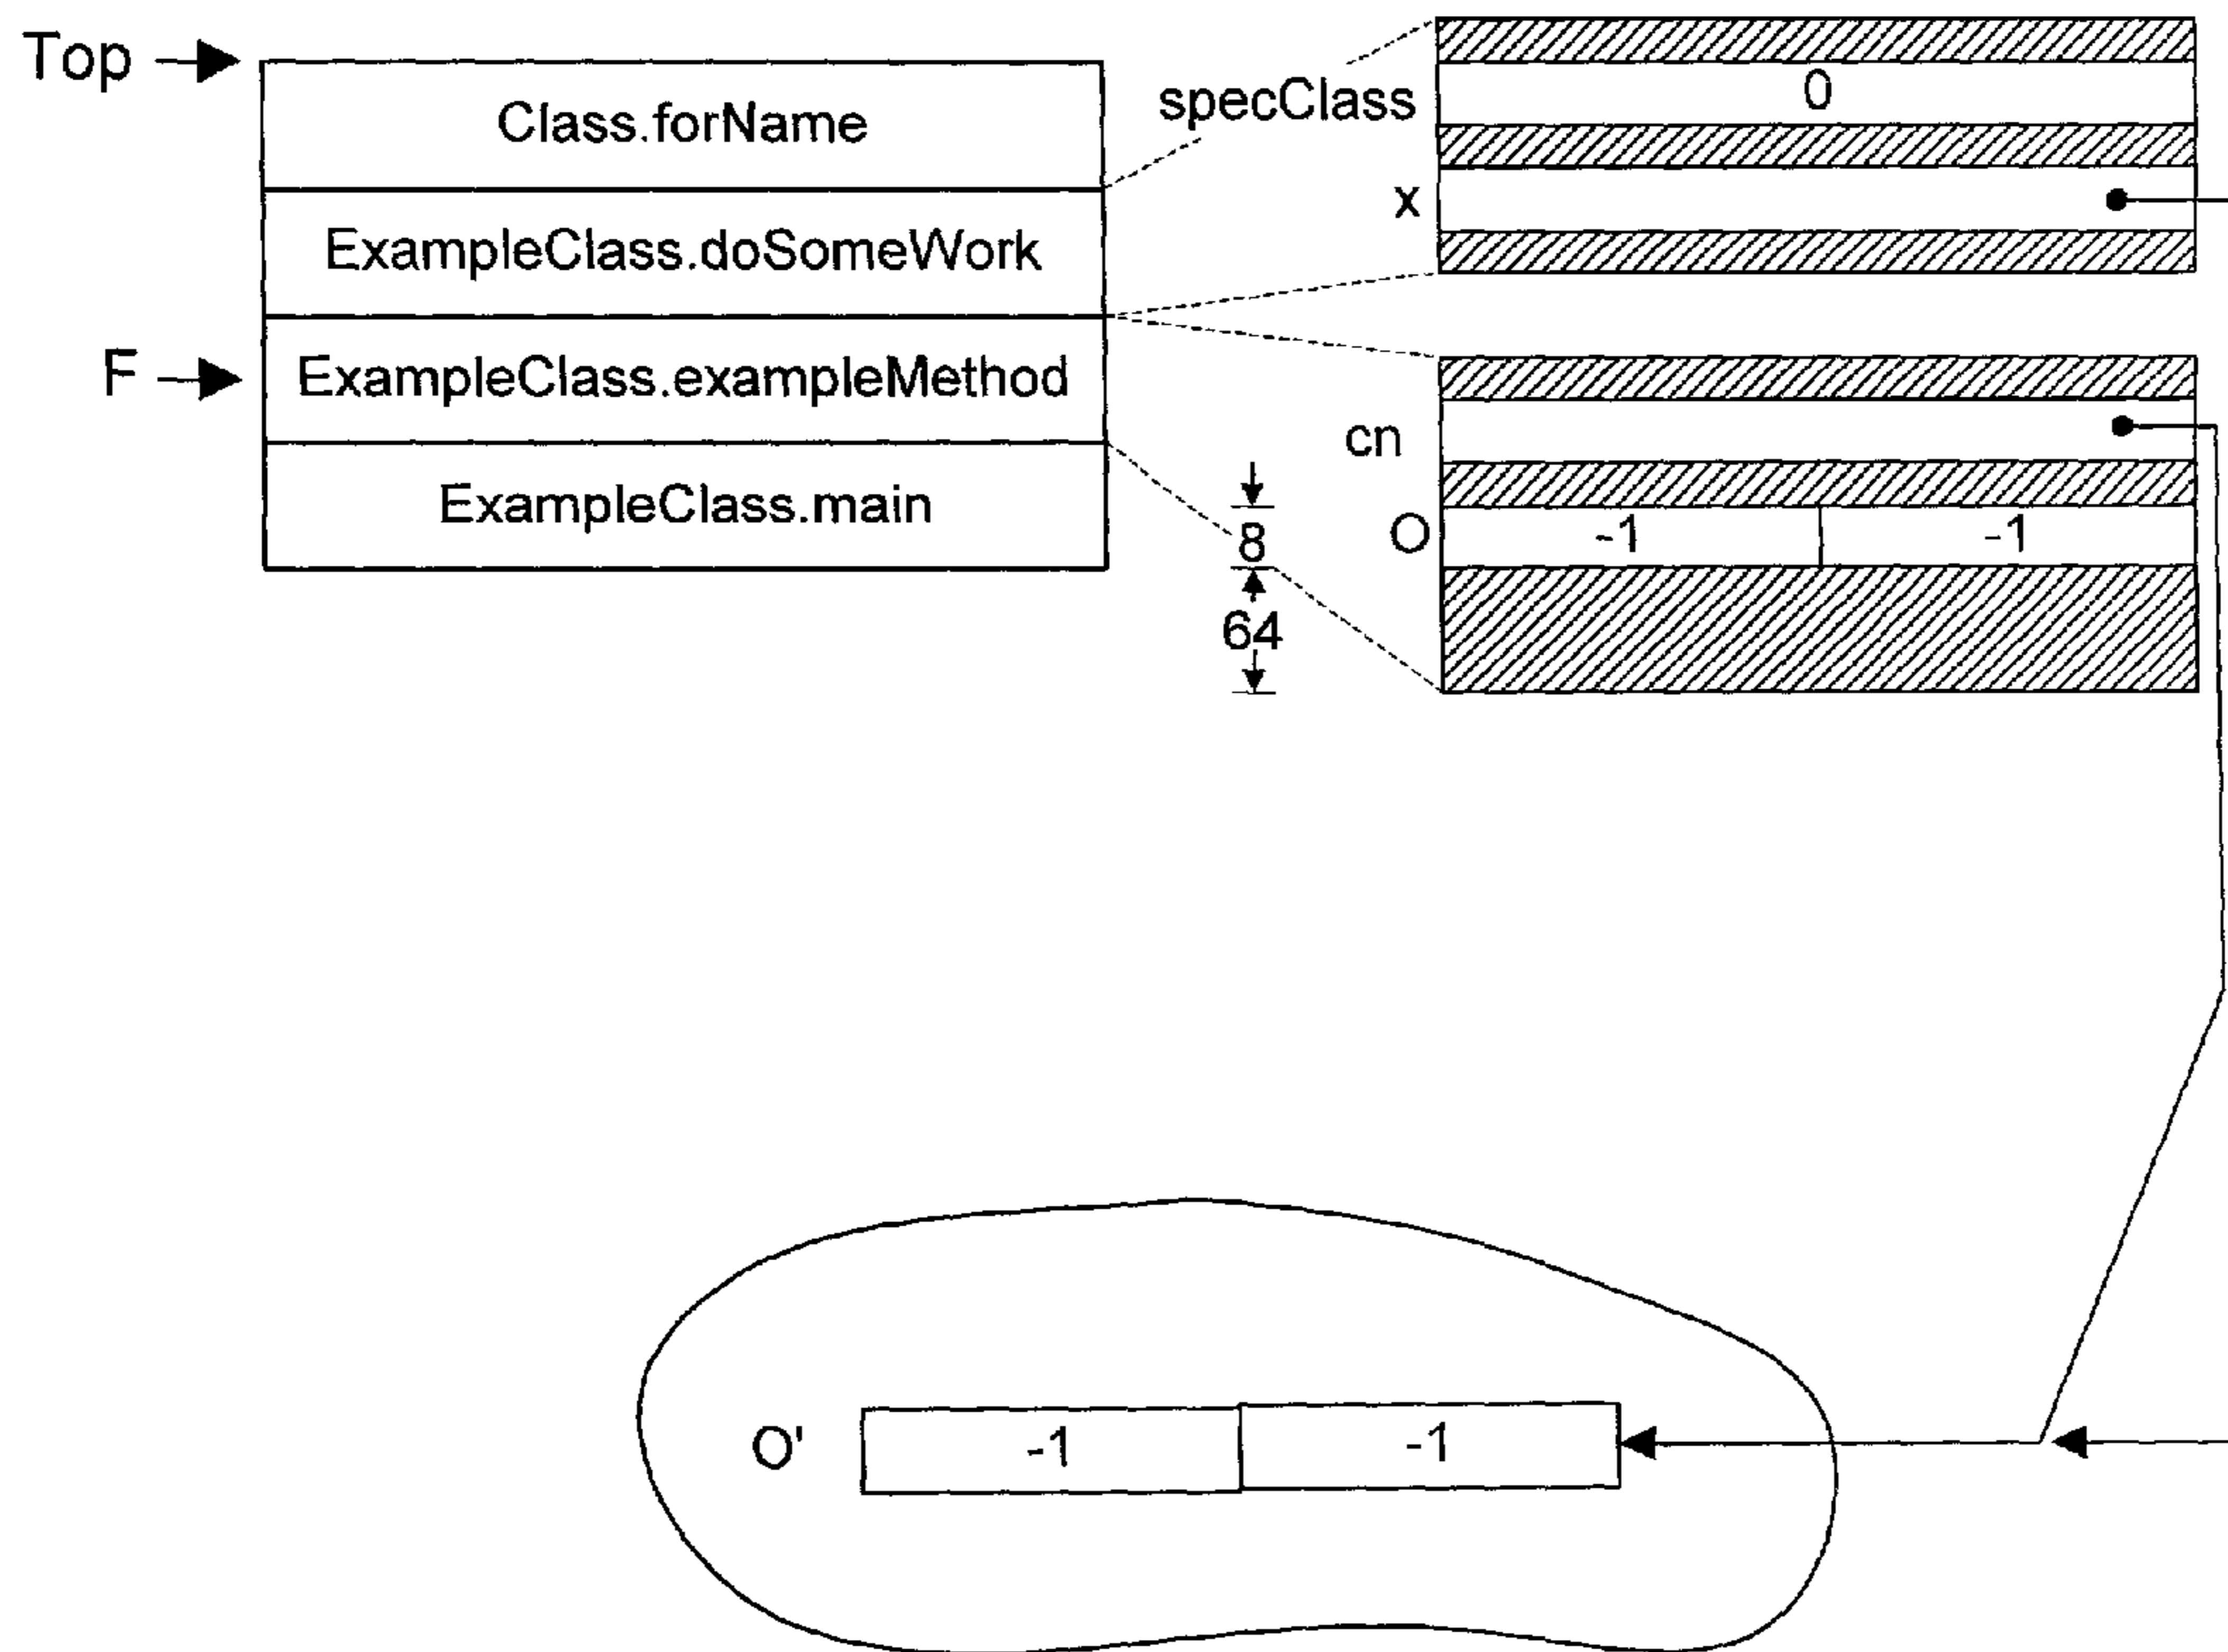 Top
Class.forName
ExampleClass.doSomeWork
F
ExampleClass.exampleMethod
ExampleClass.main
specClass
0
x
cn
8
O
-1 -1
64
O' -1 -1